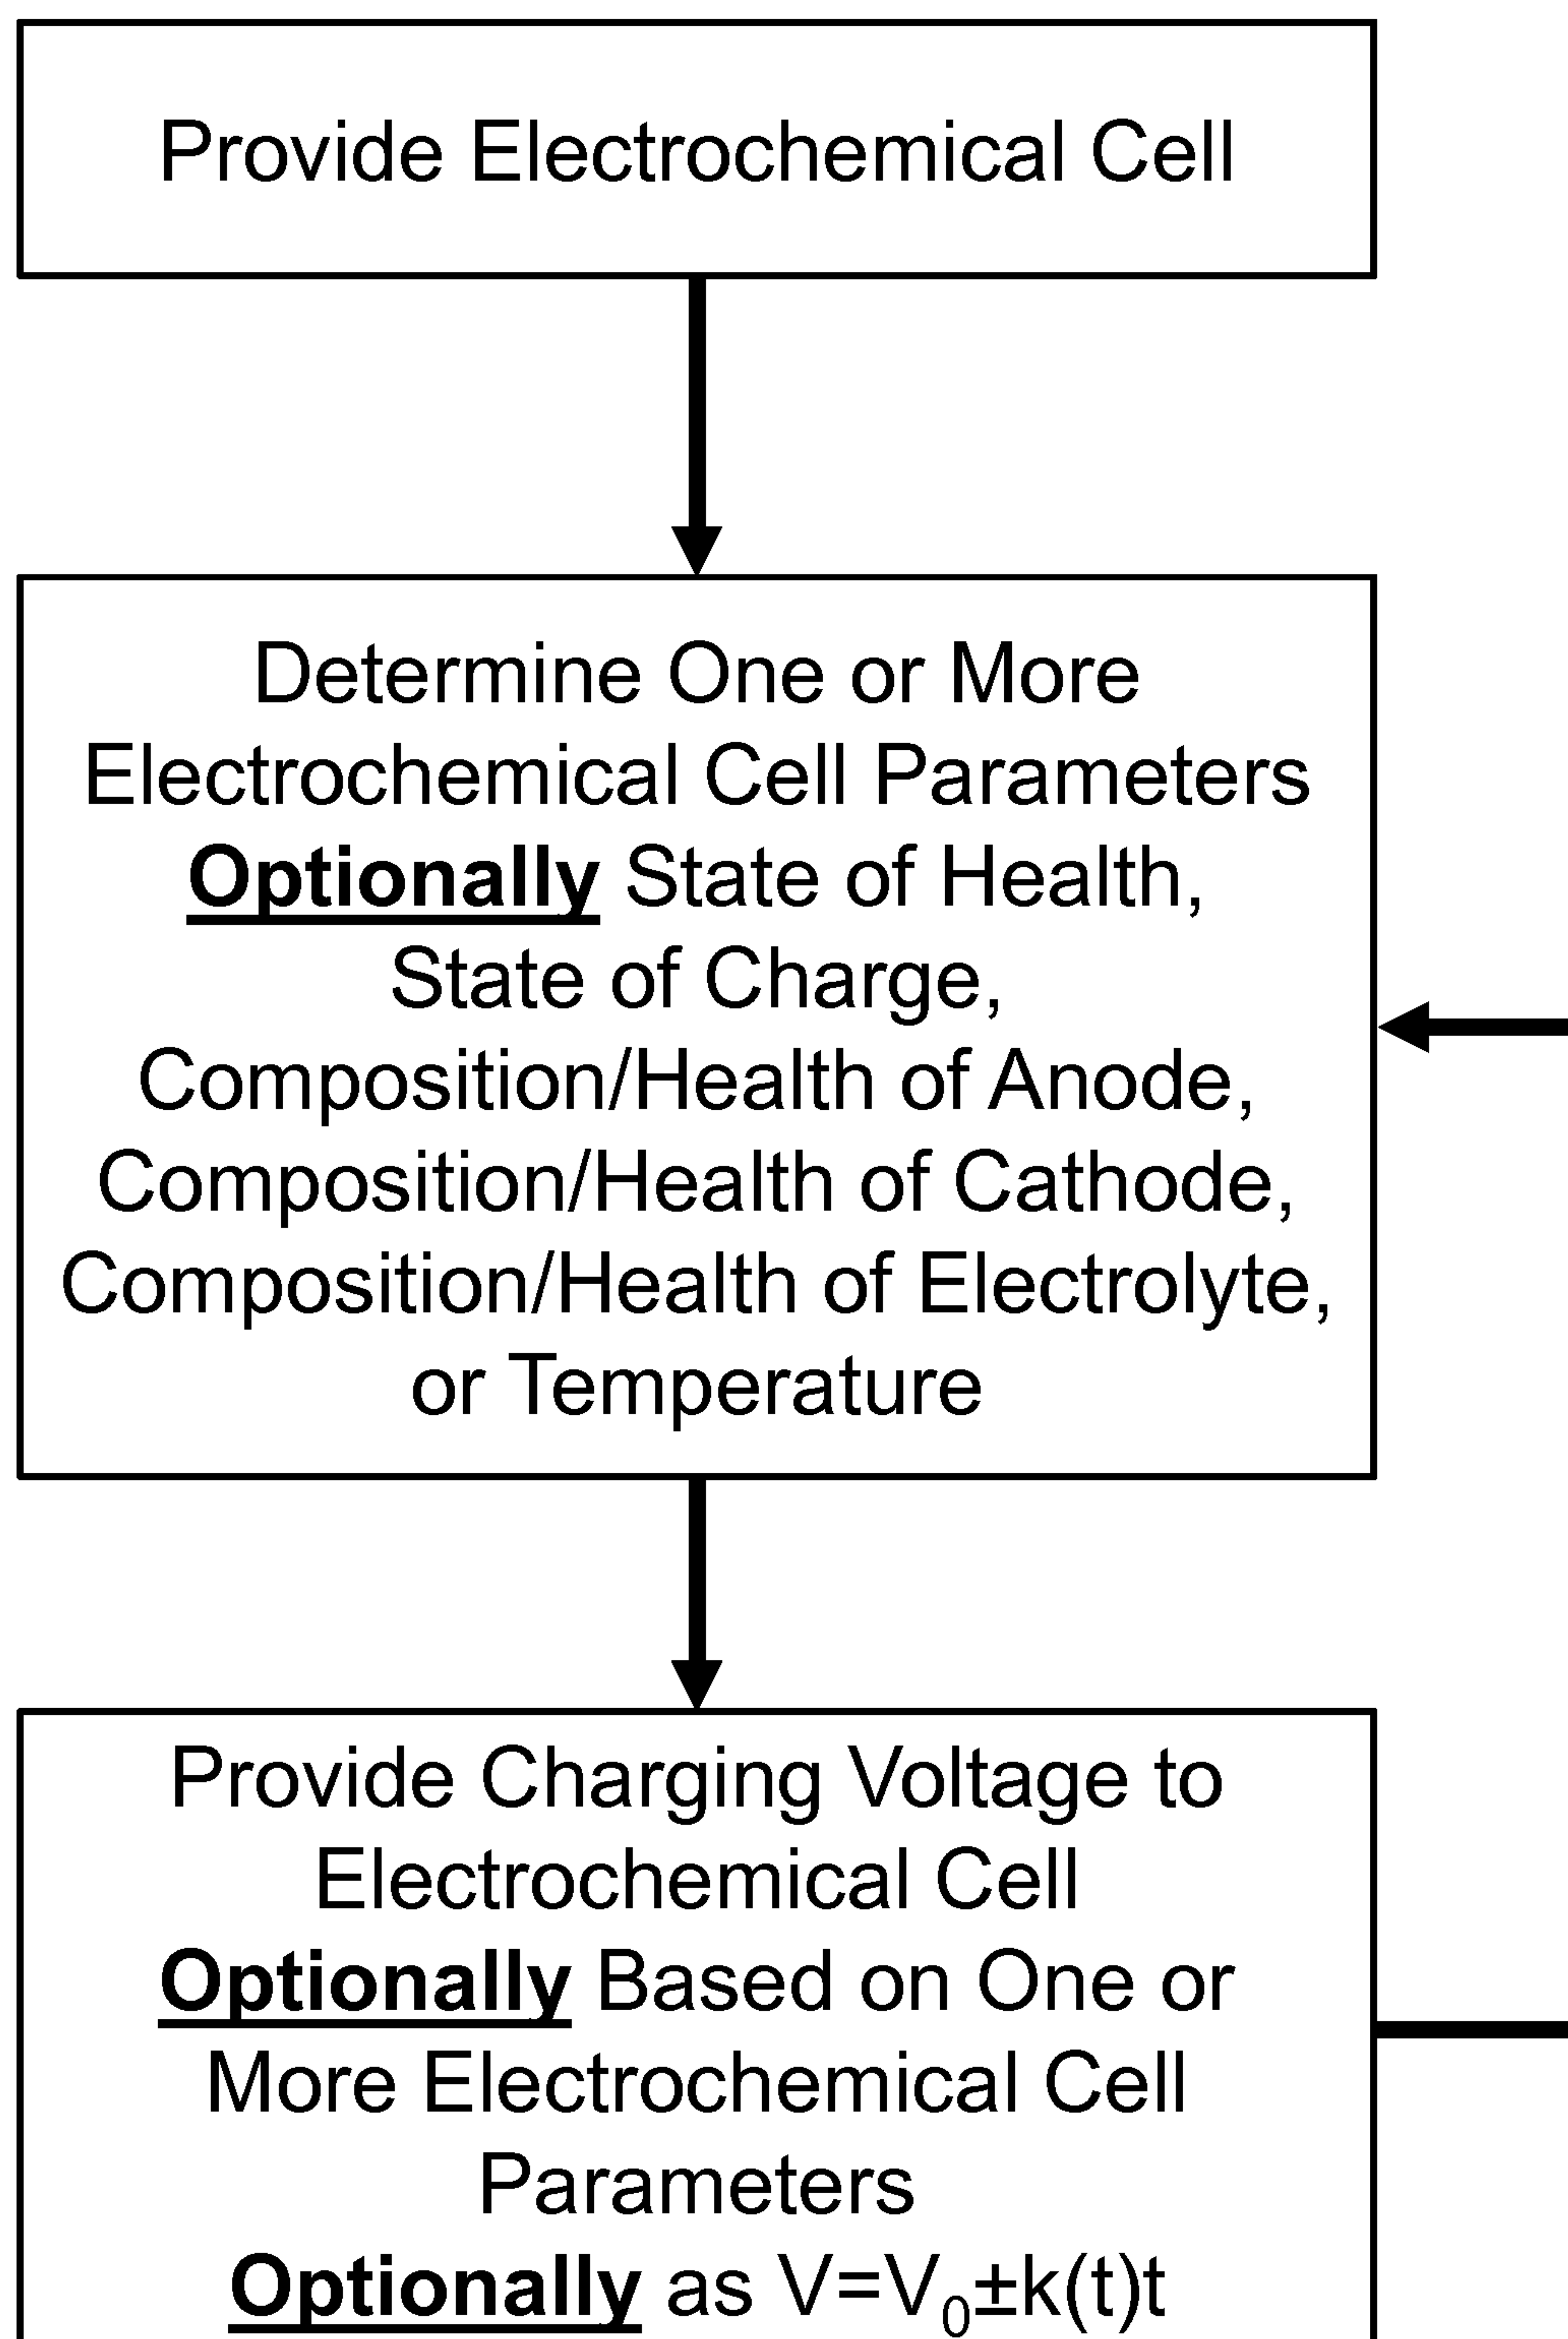 Provide Electrochemical Cell
Determine One or More
Electrochemical Cell Parameters
Optionally State of Health,
State of Charge,
Composition/Health of Anode,
Composition/Health of Cathode,
Composition/Health of Electrolyte,
or Temperature
Provide Charging Voltage to
Electrochemical Cell
Optionally Based on One or
More Electrochemical Cell
Parameters
Optionally as V=V₀±k(t)t